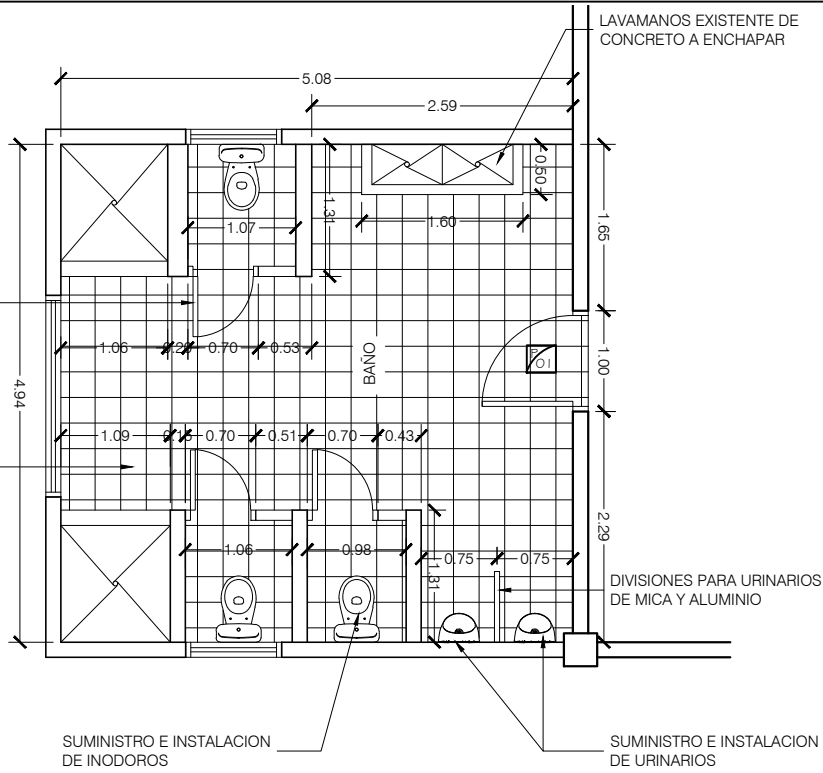 LAVAMANOS EXISTENTE DE
CONCRETO A ENCHAPAR
5.08
2.59
0.50
1.31
1.07
1.60
1.65
1.06
0.70
0.53
BAÑO
1.00
4.94
1.09
0.70
0.51
0.70
0.43
2.29
1.06
0.98
1.31
0.75
0.75
DIVISIONES PARA URINARIOS
DE MICA Y ALUMINIO
SUMINISTRO E INSTALACION
DE INODOROS
SUMINISTRO E INSTALACION
DE URINARIOS